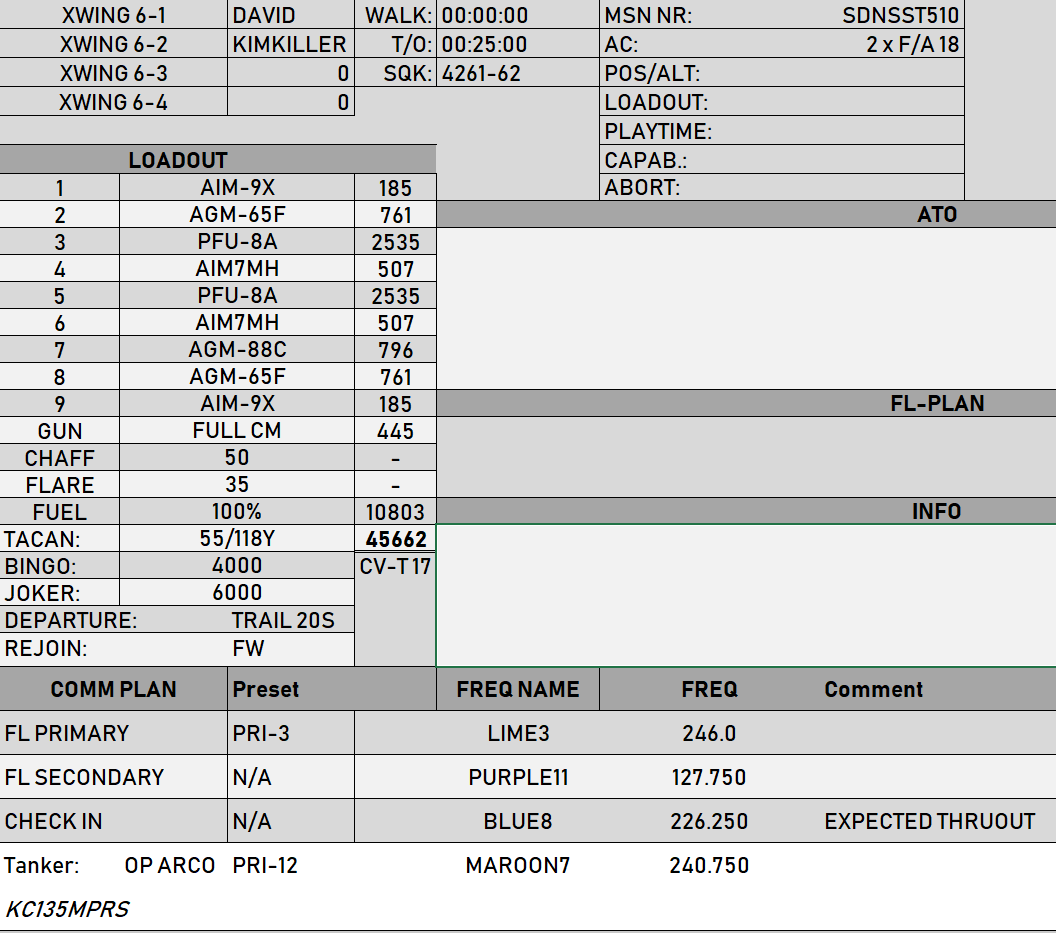 XWING 6-1 DAVID WALK: 00:00:00 MSN NR: SDNSST510
XWING 6-2 KIMKILLER T/O: 00:25:00 AC: 2 x F/A 18
XWING 6-3 0 SQK: 4261-62 POS/ALT:
XWING 6-4 0 LOADOUT:
PLAYTIME:
LOADOUT CAPAB.:
1 AIM-9X 185 ABORT:
2 AGM-65F 761 ATO
3 PFU-8A 2535
4 AIM7MH 507
5 PFU-8A 2535
6 AIM7MH 507
7 AGM-88C 796
8 AGM-65F 761
9 AIM-9X 185 FL-PLAN
GUN FULL CM 445
CHAFF 50 -
FLARE 35 -
FUEL 100% 10803 INFO
TACAN: 55/118Y 45662
BINGO: 4000 CV-T17
JOKER: 6000
DEPARTURE: TRAIL 20S
REJOIN: FW
COMM PLAN Preset FREQ NAME FREQ Comment
FL PRIMARY PRI-3 LIME3 246.0
FL SECONDARY N/A PURPLE11 127.750
CHECK IN N/A BLUE8 226.250 EXPECTED THRUOUT
Tanker: OP ARCO PRI-12 MAROON7 240.750
KC135MPRS